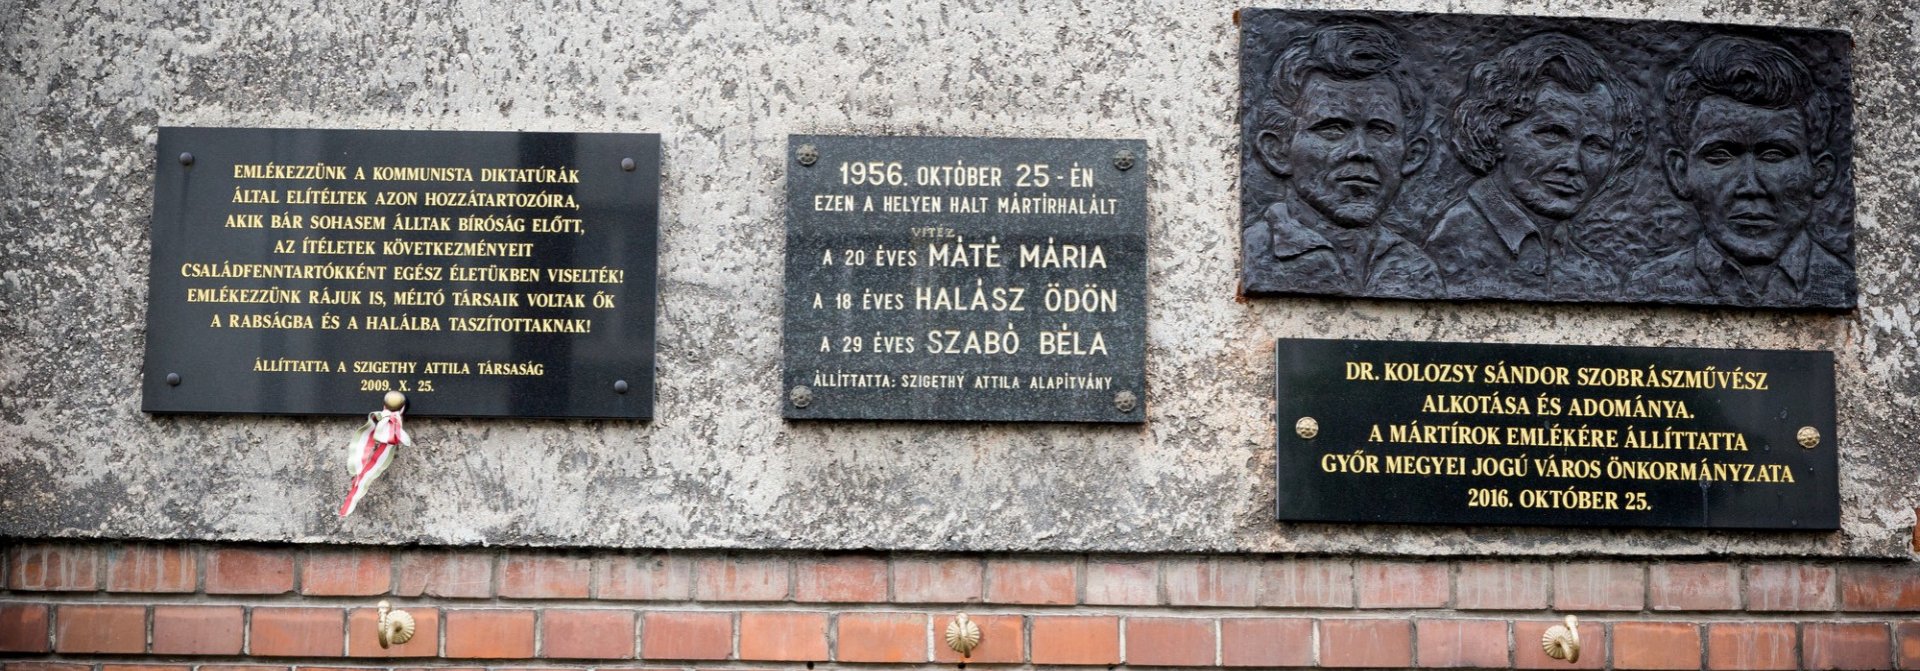 EMLÉKEZZÜNK A KOMMUNISTA DIKTATÚRÁK
ÁLTAL ELÍTÉLTEK AZON HOZZÁTARTOZÓIRA,
AKIK BÁR SOHASEM ÁLLTAK BÍRÓSÁG ELŐTT,
AZ ÍTÉLETEK KÖVETKEZMÉNYEIT
CSALÁDFENNTARTÓKKÉNT EGÉSZ ÉLETÜKBEN VISELTÉK!
EMLÉKEZZÜNK RÁJUK IS, MÉLTÓ TÁRSAIK VOLTAK ŐK
A RABSÁGBA ÉS A HALÁLBA TASZÍTOTTAKNAK!
ÁLLÍTTATTA A SZIGETHY ATTILA TÁRSASÁG
2009. X. 25.
1956. OKTÓBER 25-ÉN
EZEN A HELYEN HALT MÁRTÍRHALÁLT
VITÉZ
A 20 ÉVES MÁTÉ MÁRIA
A 18 ÉVES HALÁSZ ÖDÖN
A 29 ÉVES SZABÓ BÉLA
ÁLLÍTTATTA: SZIGETHY ATTILA ALAPÍTVÁNY
DR. KOLOZSY SÁNDOR SZOBRÁSZMŰVÉSZ
ALKOTÁSA ÉS ADOMÁNYA.
A MÁRTÍROK EMLÉKÉRE ÁLLÍTTATTA
GYŐR MEGYEI JOGÚ VÁROS ÖNKORMÁNYZATA
2016. OKTÓBER 25.